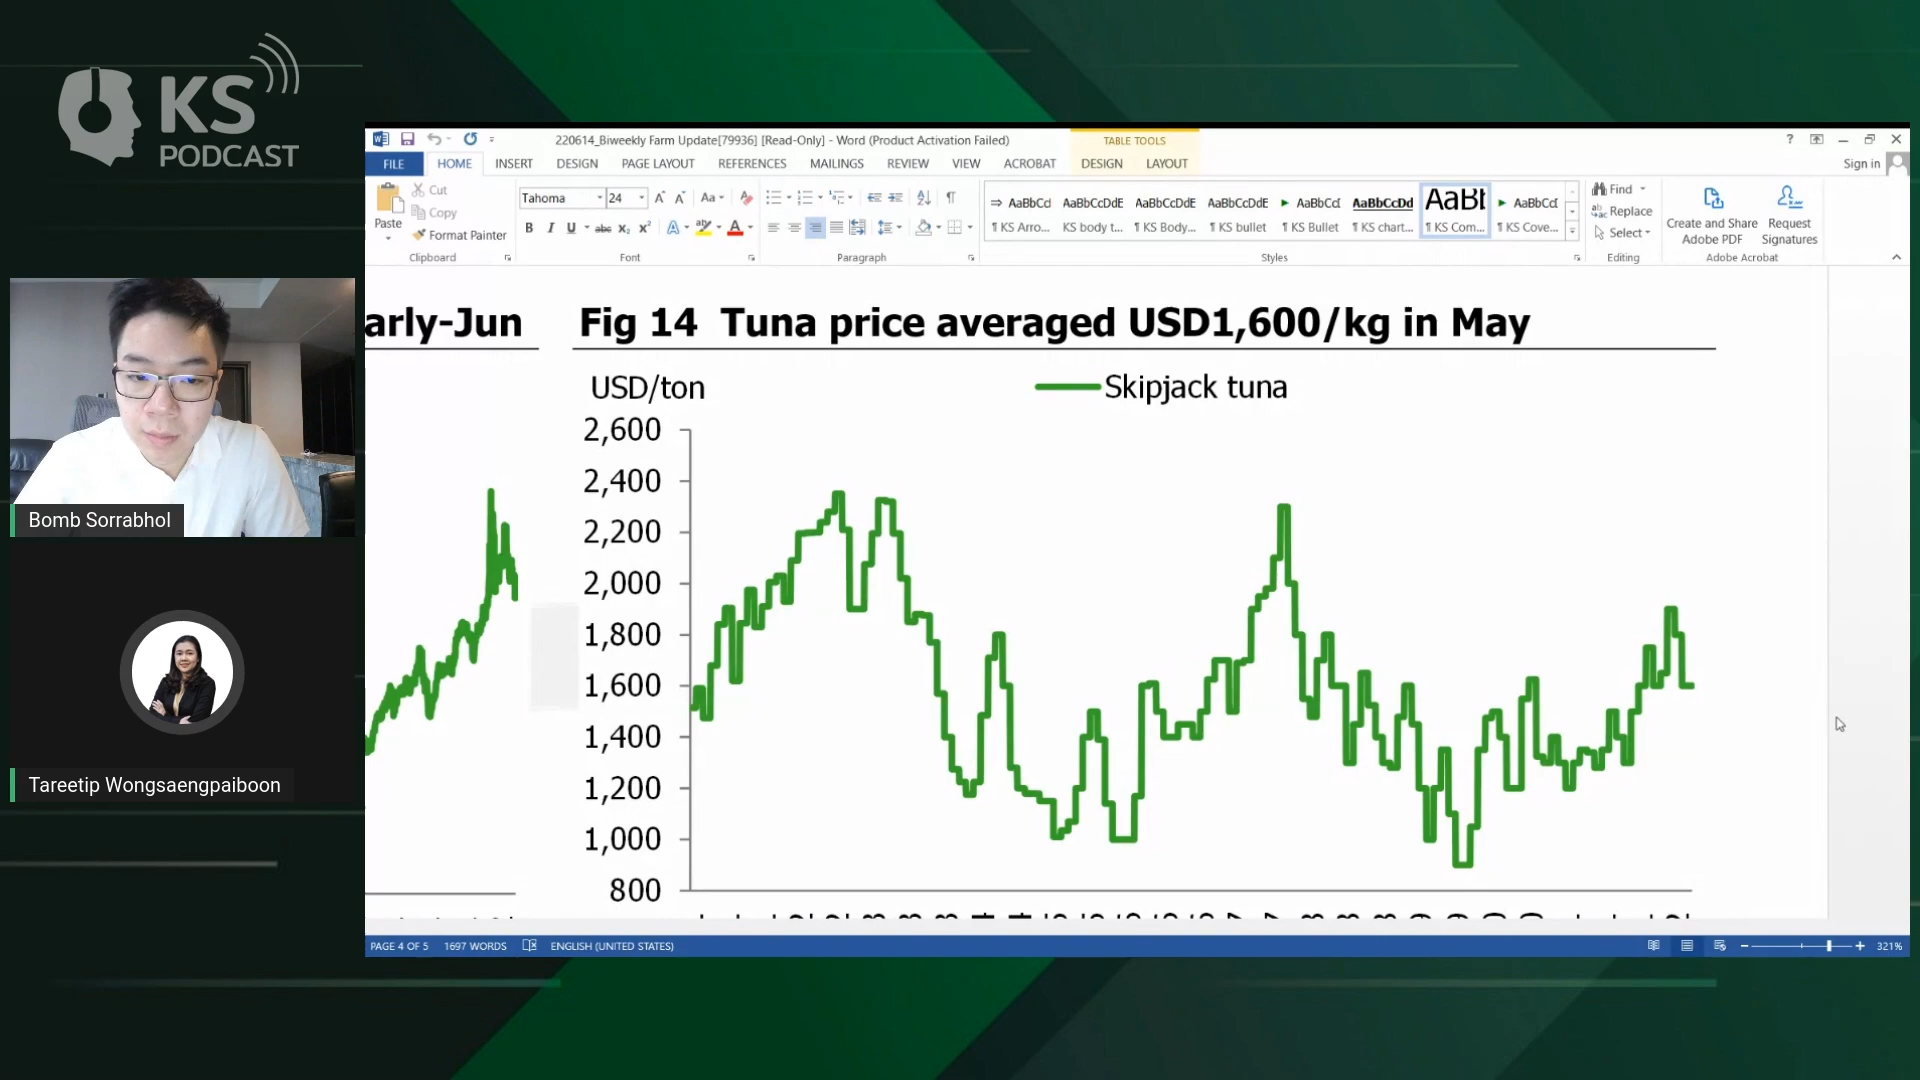 KS
PODCAST
220614_Biweekly Farm Update[79936] [Read-Only] - Word (Product Activation Failed)
TABLE TOOLS
?
FILE HOME INSERT DESIGN PAGE LAYOUT REFERENCES MAILINGS REVIEW VIEW ACROBAT DESIGN LAYOUT Sign in
Paste
Cut
Copy
Format Painter
Clipboard
Tahoma 24
Aa
B I U abc X₂ X²
Font
Paragraph
AaBbCcI AaBbCcDdE AaBbCcDdE AaBbCcDdE AaBbCcI AaBbCcDd AaBI AaBbCcI
¶ KS Arro... KS body t... ¶ KS Body... ¶ KS bullet ¶ KS Bullet ¶ KS chart... ¶ KS Com... ¶ KS Cove...
Styles
Find
Replace
Select
Editing
Create and Share
Adobe PDF
Request
Signatures
Adobe Acrobat
arly-Jun
Fig 14 Tuna price averaged USD1,600/kg in May
USD/ton
Skipjack tuna
2,600
2,400
2,200
2,000
1,800
1,600
1,400
1,200
1,000
800
Bomb Sorrabhol
Tareetip Wongsaengpaiboon
PAGE 4 OF 5 1697 WORDS ENGLISH (UNITED STATES) 321%